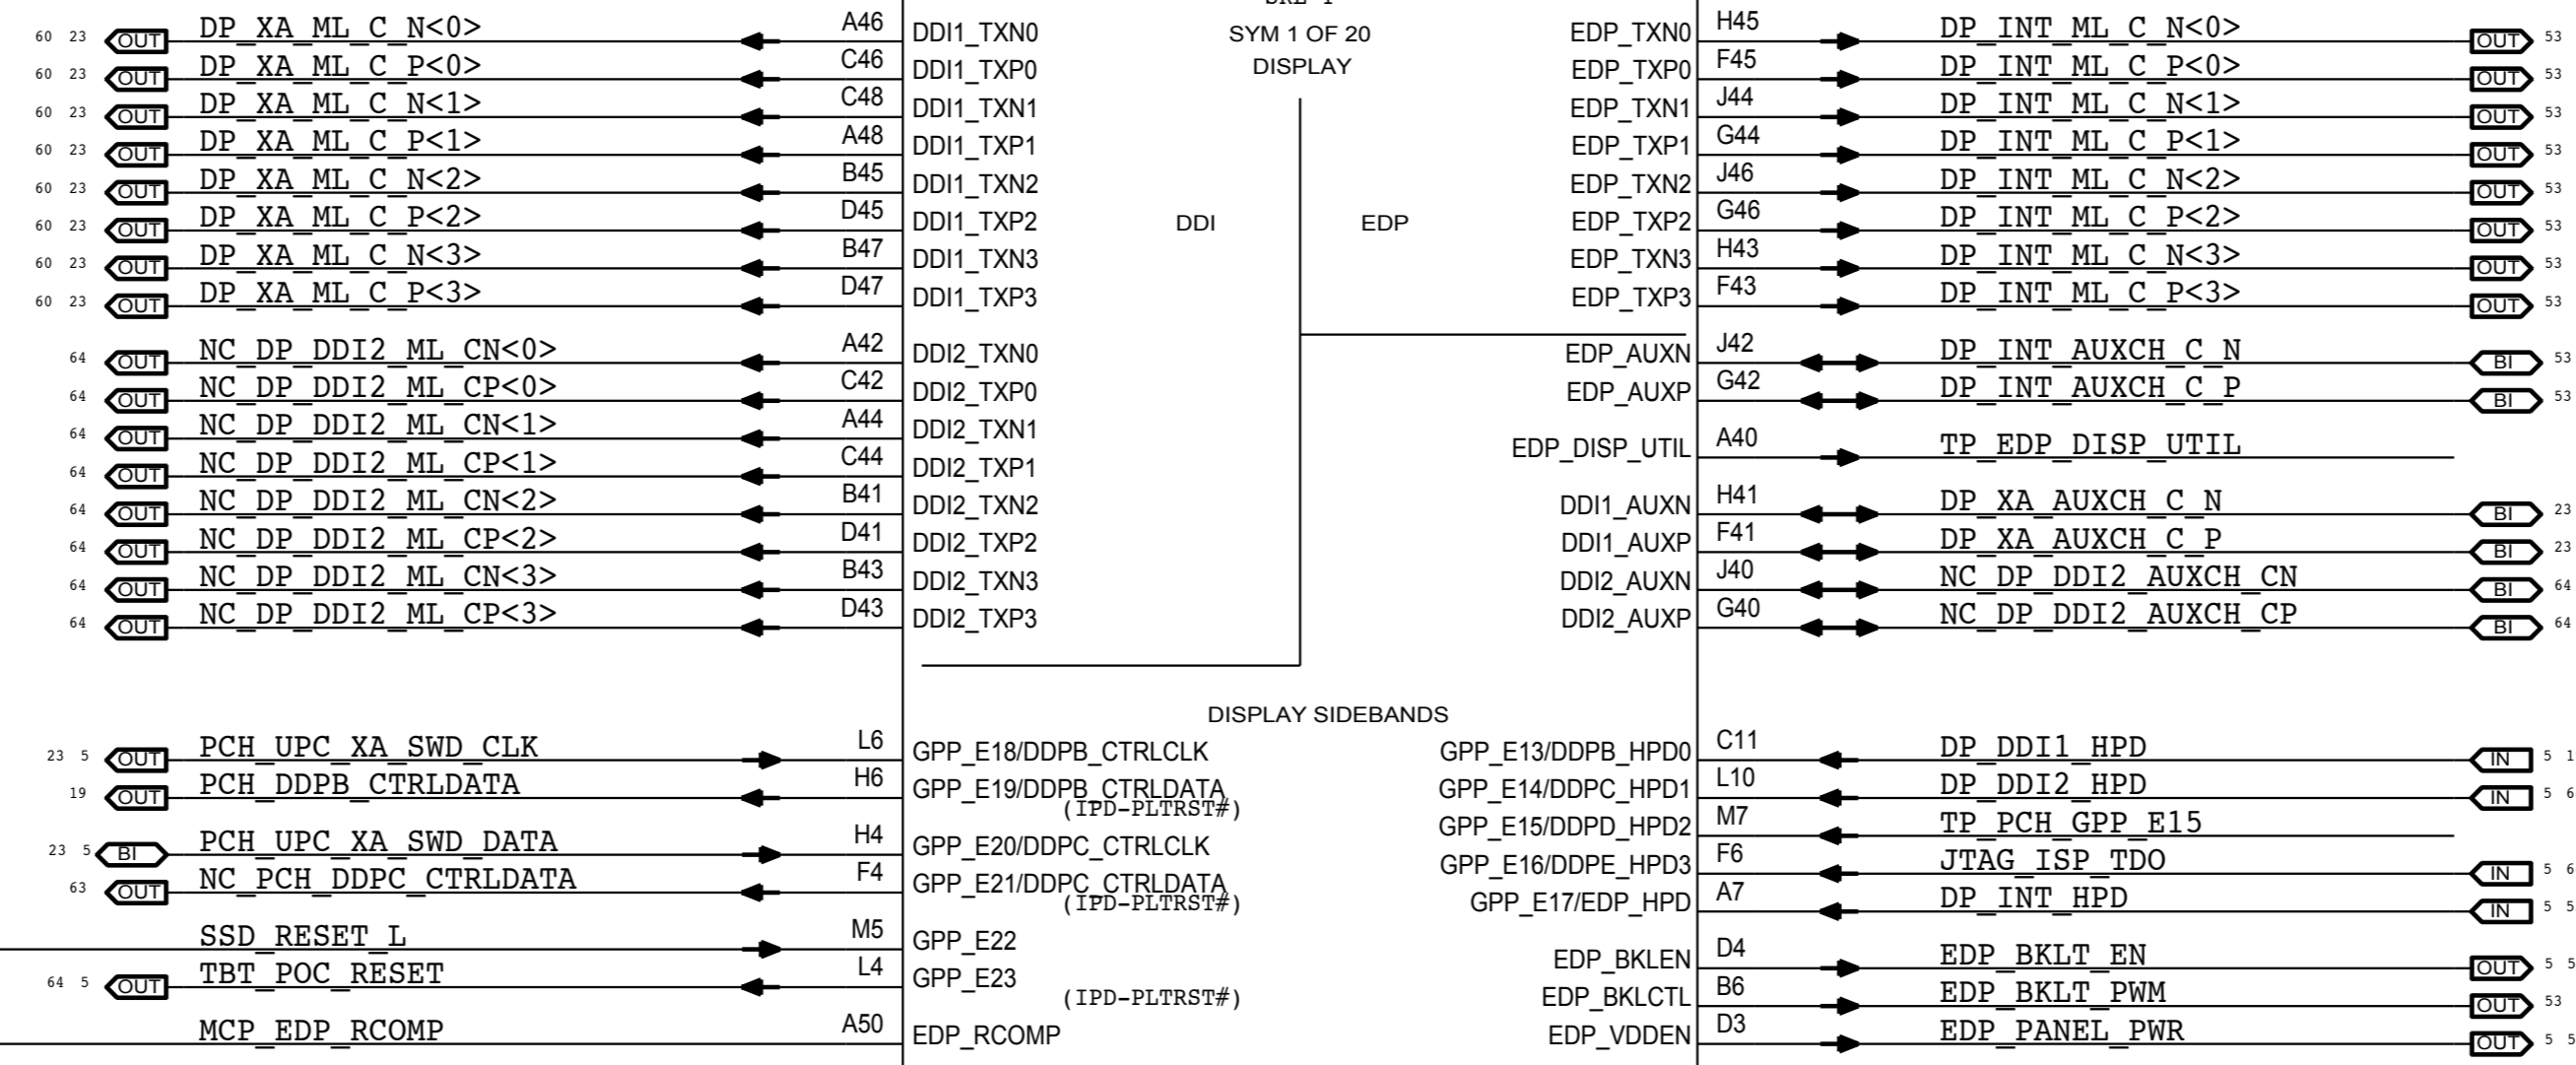 SYM 1 OF 20
DISPLAY
DDI
EDP
60 23 OUT DP_XA_ML_C_N<0> A46 DDI1_TXN0
60 23 OUT DP_XA_ML_C_P<0> C46 DDI1_TXP0
60 23 OUT DP_XA_ML_C_N<1> C48 DDI1_TXN1
60 23 OUT DP_XA_ML_C_P<1> A48 DDI1_TXP1
60 23 OUT DP_XA_ML_C_N<2> B45 DDI1_TXN2
60 23 OUT DP_XA_ML_C_P<2> D45 DDI1_TXP2
60 23 OUT DP_XA_ML_C_N<3> B47 DDI1_TXN3
60 23 OUT DP_XA_ML_C_P<3> D47 DDI1_TXP3
64 OUT NC_DP_DDI2_ML_CN<0> A42 DDI2_TXN0
64 OUT NC_DP_DDI2_ML_CP<0> C42 DDI2_TXP0
64 OUT NC_DP_DDI2_ML_CN<1> A44 DDI2_TXN1
64 OUT NC_DP_DDI2_ML_CP<1> C44 DDI2_TXP1
64 OUT NC_DP_DDI2_ML_CN<2> B41 DDI2_TXN2
64 OUT NC_DP_DDI2_ML_CP<2> D41 DDI2_TXP2
64 OUT NC_DP_DDI2_ML_CN<3> B43 DDI2_TXN3
64 OUT NC_DP_DDI2_ML_CP<3> D43 DDI2_TXP3
EDP_TXN0 H45 DP_INT_ML_C_N<0> OUT 53
EDP_TXP0 F45 DP_INT_ML_C_P<0> OUT 53
EDP_TXN1 J44 DP_INT_ML_C_N<1> OUT 53
EDP_TXP1 G44 DP_INT_ML_C_P<1> OUT 53
EDP_TXN2 J46 DP_INT_ML_C_N<2> OUT 53
EDP_TXP2 G46 DP_INT_ML_C_P<2> OUT 53
EDP_TXN3 H43 DP_INT_ML_C_N<3> OUT 53
EDP_TXP3 F43 DP_INT_ML_C_P<3> OUT 53
EDP_AUXN J42 DP_INT_AUXCH_C_N BI 53
EDP_AUXP G42 DP_INT_AUXCH_C_P BI 53
EDP_DISP_UTIL A40 TP_EDP_DISP_UTIL
DDI1_AUXN H41 DP_XA_AUXCH_C_N BI 23
DDI1_AUXP F41 DP_XA_AUXCH_C_P BI 23
DDI2_AUXN J40 NC_DP_DDI2_AUXCH_CN BI 64
DDI2_AUXP G40 NC_DP_DDI2_AUXCH_CP BI 64
DISPLAY SIDEBANDS
23 5 OUT PCH_UPC_XA_SWD_CLK L6 GPP_E18/DDPB_CTRLCLK
19 OUT PCH_DDPB_CTRLDATA H6 GPP_E19/DDPB_CTRLDATA
(IPD-PLTRST#)
23 5 BI PCH_UPC_XA_SWD_DATA H4 GPP_E20/DDPC_CTRLCLK
63 OUT NC_PCH_DDPC_CTRLDATA F4 GPP_E21/DDPC_CTRLDATA
(IPD-PLTRST#)
SSD_RESET_L M5 GPP_E22
64 5 OUT TBT_POC_RESET L4 GPP_E23
(IPD-PLTRST#)
MCP_EDP_RCOMP A50 EDP_RCOMP
GPP_E13/DDPB_HPD0 C11 DP_DDI1_HPD IN 5 1
GPP_E14/DDPC_HPD1 L10 DP_DDI2_HPD IN 5 6
GPP_E15/DDPD_HPD2 M7 TP_PCH_GPP_E15
GPP_E16/DDPE_HPD3 F6 JTAG_ISP_TDO IN 5 6
GPP_E17/EDP_HPD A7 DP_INT_HPD IN 5 5
EDP_BKLEN D4 EDP_BKLT_EN OUT 5 5
EDP_BKLCTL B6 EDP_BKLT_PWM OUT 53
EDP_VDDEN D3 EDP_PANEL_PWR OUT 5 5